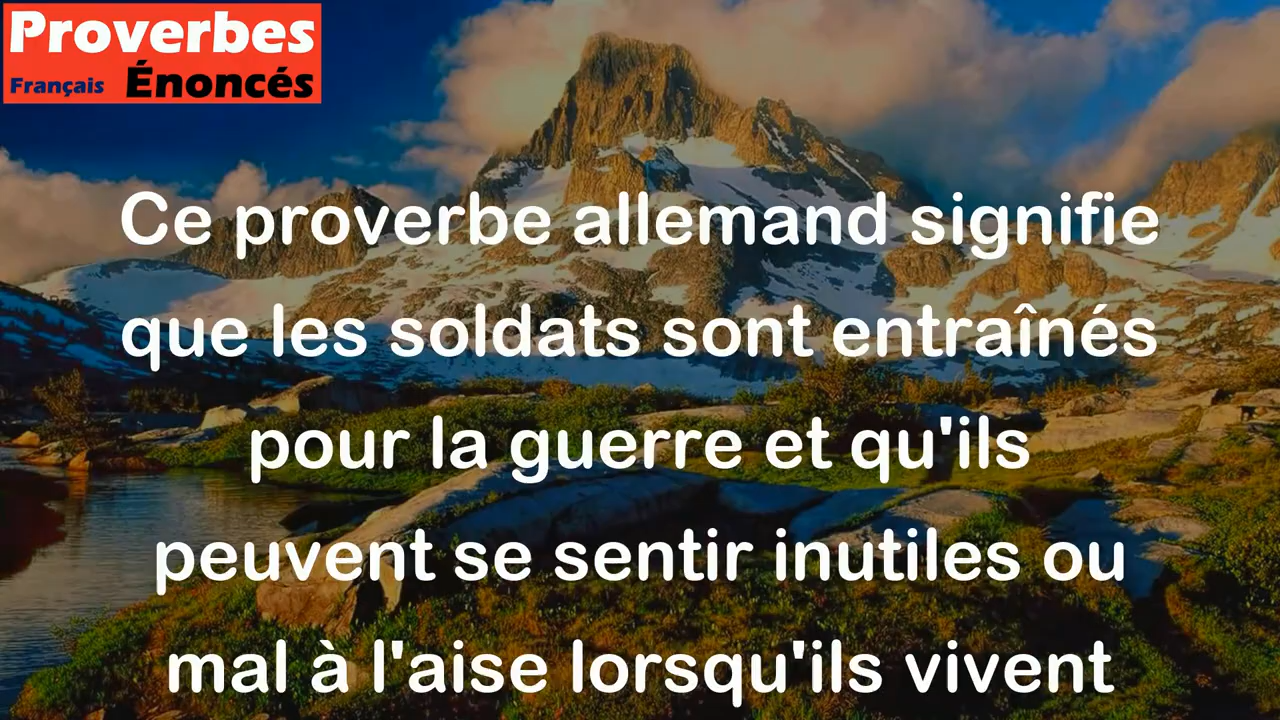 Proverbes
Français Énoncés
Ce proverbe allemand signifie
que les soldats sont entraînés
pour la guerre et qu'ils
peuvent se sentir inutiles ou
mal à l'aise lorsqu'ils vivent